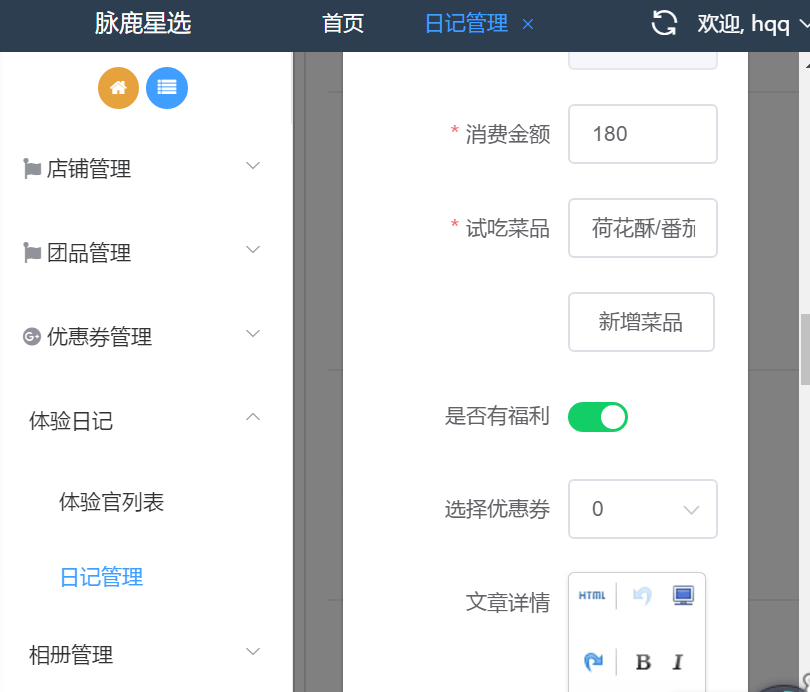 脉鹿星选 首页 日记管理 × 欢迎, hqq
店铺管理
团品管理
优惠券管理
体验日记
体验官列表
日记管理
相册管理
* 消费金额 180
* 试吃菜品 荷花酥/番茄
新增菜品
是否有福利
选择优惠券 0
文章详情 HTML
B I